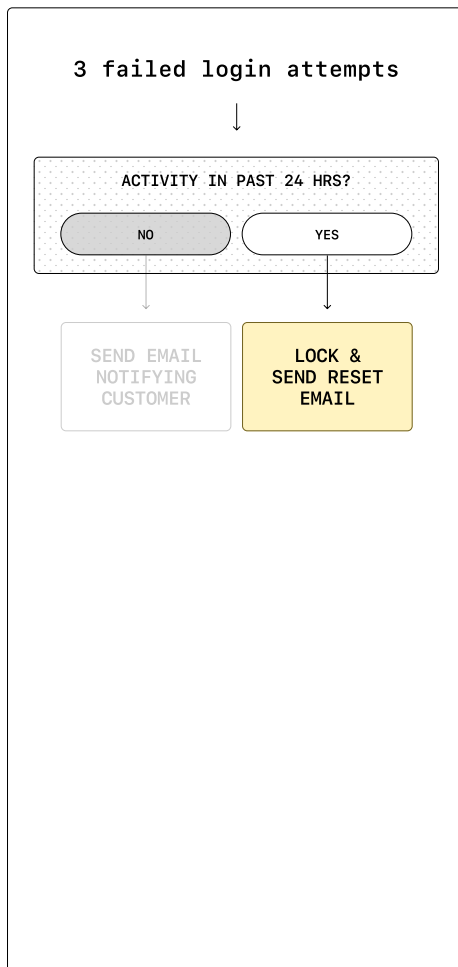 3 failed login attempts
ACTIVITY IN PAST 24 HRS?
NO
YES
SEND EMAIL
NOTIFYING
CUSTOMER
LOCK &
SEND RESET
EMAIL